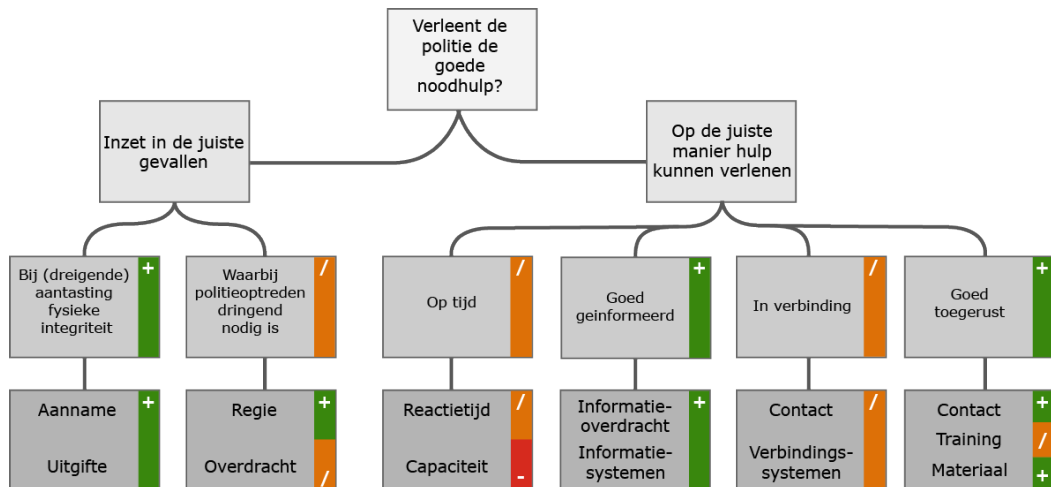 Verleent de
politie de
goede
noodhulp?
Inzet in de juiste
gevallen
Op de juiste
manier hulp
kunnen verlenen
Bij (dreigende)
aantasting
fysieke
integriteit
+
Waarbij
politieoptreden
dringend
nodig is
/
Op tijd
/
Goed
geinformeerd
+
In verbinding
/
Goed
toegerust
+
Aanname
+
Uitgifte
Regie
+
Overdracht
/
Reactietijd
/
Capaciteit
-
Informatie-
overdracht
+
Informatie-
systemen
Contact
/
Verbindings-
systemen
Contact
+
Training
/
Materiaal
+